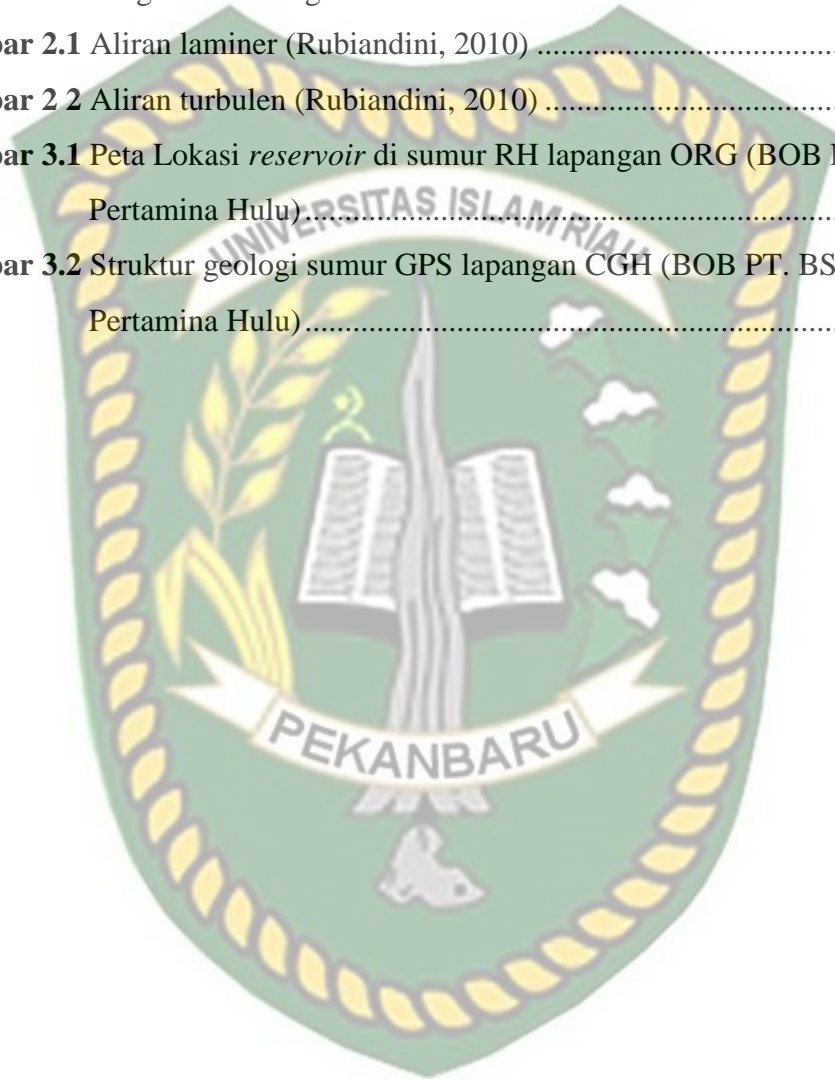 bar 2.1 Aliran laminer (Rubiandini, 2010) ........................................
bar 2 2 Aliran turbulen (Rubiandini, 2010) .......................................
bar 3.1 Peta Lokasi reservoir di sumur RH lapangan ORG (BOB
Pertamina Hulu)........................................................................
UNIVERSITAS ISLAM RIAU
bar 3.2 Struktur geologi sumur GPS lapangan CGH (BOB PT. BS
Pertamina Hulu)........................................................................
PEKANBARU